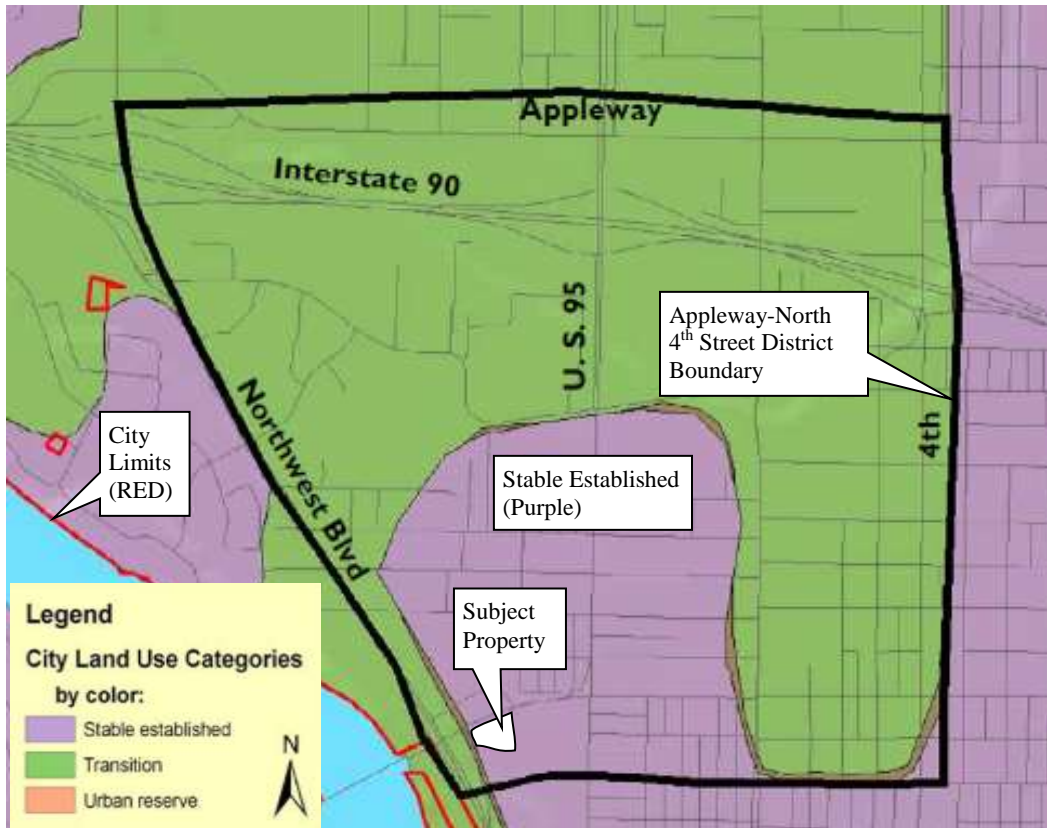 Appleway
Interstate 90
U. S. 95
Appleway-North
4th Street District
Boundary
4th
Northwest Blvd
City
Limits
(RED)
Stable Established
(Purple)
Subject
Property
Legend
City Land Use Categories
by color:
Stable established
Transition
Urban reserve
N